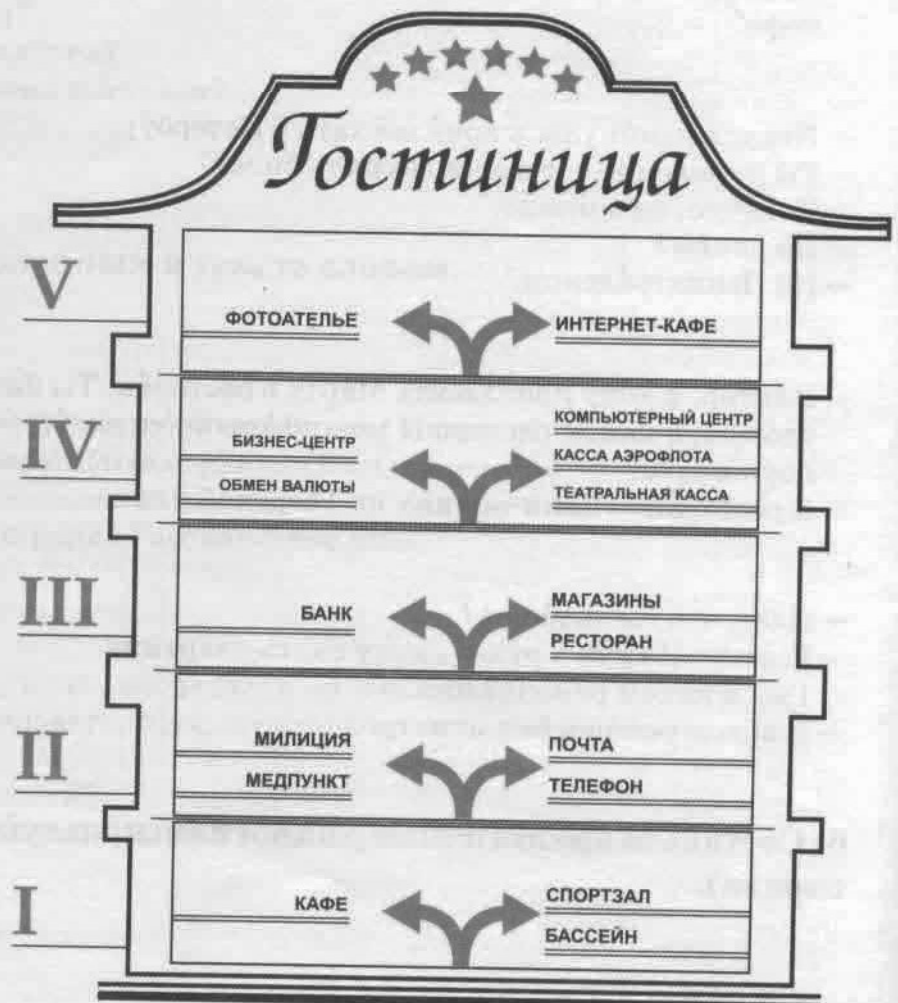 Гостиница
V
ФОТОАТЕЛЬЕ
ИНТЕРНЕТ-КАФЕ
IV
БИЗНЕС-ЦЕНТР
ОБМЕН ВАЛЮТЫ
КОМПЬЮТЕРНЫЙ ЦЕНТР
КАССА АЭРОФЛОТА
ТЕАТРАЛЬНАЯ КАССА
III
БАНК
МАГАЗИНЫ
РЕСТОРАН
II
МИЛИЦИЯ
МЕДПУНКТ
ПОЧТА
ТЕЛЕФОН
I
КАФЕ
СПОРТЗАЛ
БАССЕЙН